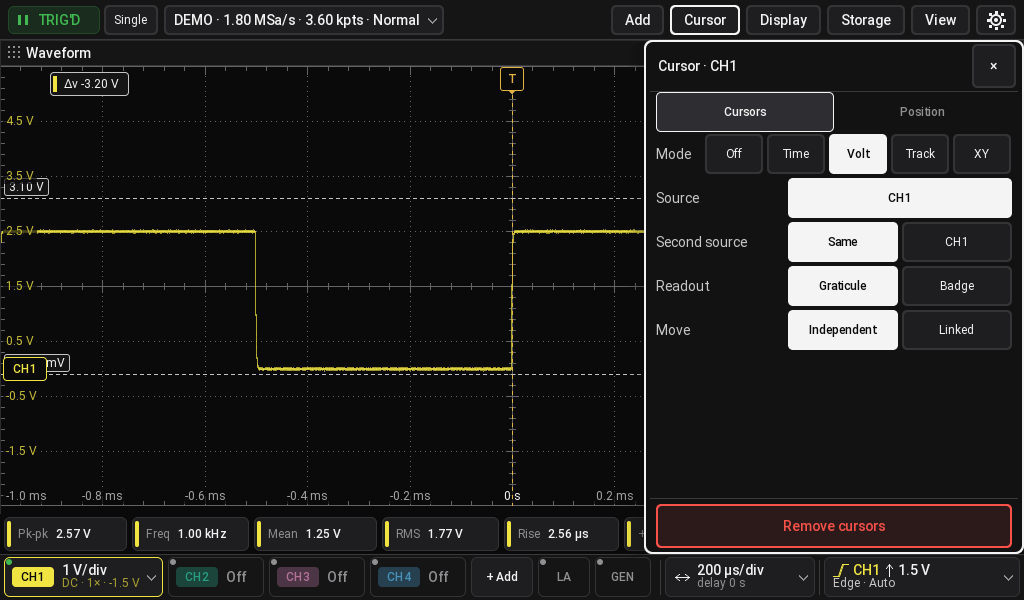 TRIG'D
Single
DEMO · 1.80 MSa/s · 3.60 kpts · Normal
Add
Cursor
Display
Storage
View
Waveform
Δv -3.20 V
T
4.5 V
3.5 V
3.10 V
2.5 V
1.5 V
0.5 V
mV
CH1
-0.5 V
-1.5 V
-1.0 ms
-0.8 ms
-0.6 ms
-0.4 ms
-0.2 ms
0 s
0.2 ms
Cursor · CH1
×
Cursors
Position
Mode
Off
Time
Volt
Track
XY
Source
CH1
Second source
Same
CH1
Readout
Graticule
Badge
Move
Independent
Linked
Remove cursors
Pk-pk 2.57 V
Freq 1.00 kHz
Mean 1.25 V
RMS 1.77 V
Rise 2.56 µs
CH1
1 V/div
DC · 1× · -1.5 V
CH2 Off
CH3 Off
CH4 Off
+ Add
LA
GEN
200 µs/div
delay 0 s
CH1 1.5 V
Edge · Auto